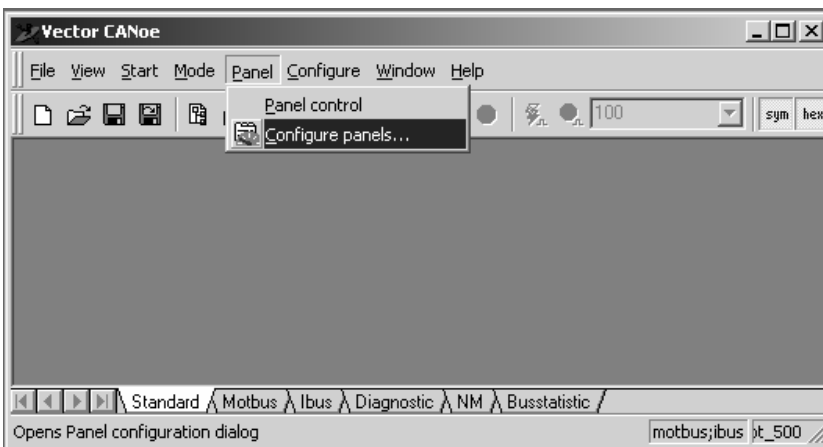 Vector CANoe
File View Start Mode Panel Configure Window Help
Panel control
Configure panels...
100
sym hex
Standard Motbus Ibus Diagnostic NM Busstatistic
Opens Panel configuration dialog
motbus;ibus ot_500